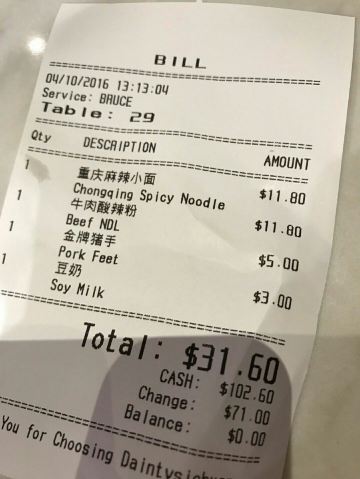 BILL
04/10/2016 13:13:04
Service: BRUCE
Table: 29
Qty DESCRIPTION AMOUNT
1 重庆麻辣小面 $11.80
Chongqing Spicy Noodle
1 牛肉酸辣粉 $11.80
Beef NDL
1 金牌猪手 $5.00
Pork Feet
1 豆奶 $3.00
Soy Milk
Total: $31.60
CASH: $102.60
Change: $71.00
Balance: $0.00
You for Choosing